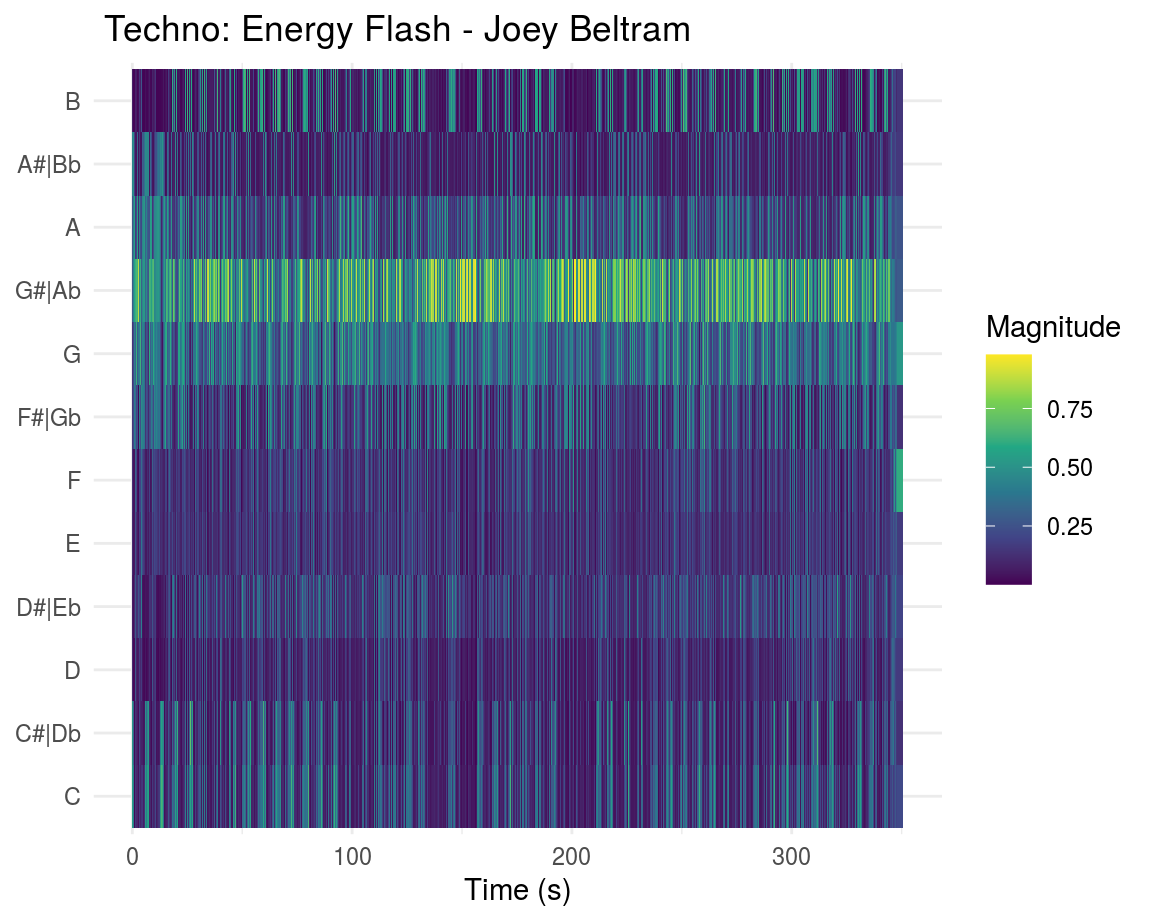 Techno: Energy Flash - Joey Beltram
B
A#|Bb
A
G#|Ab
G
F#|Gb
F
E
D#|Eb
D
C#|Db
C
0 100 200 300
Time (s)
Magnitude
0.75
0.50
0.25